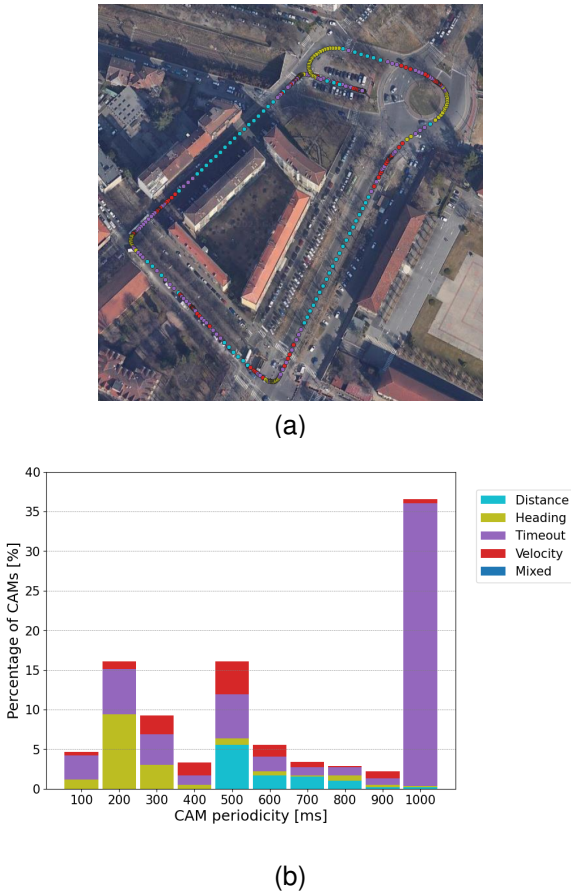 (a)
40
35
30
25
20
15
10
5
0
Percentage of CAMs [%]
100 200 300 400 500 600 700 800 900 1000
CAM periodicity [ms]
Distance
Heading
Timeout
Velocity
Mixed
(b)